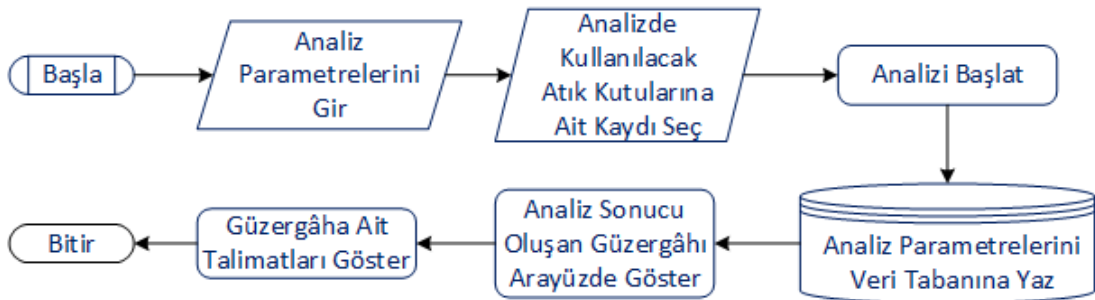 Başla
Analiz
Parametrelerini
Gir
Analizde
Kullanılacak
Atık Kutularına
Ait Kaydı Seç
Analizi Başlat
Analiz Parametrelerini
Veri Tabanına Yaz
Analiz Sonucu
Oluşan Güzergâhı
Arayüzde Göster
Güzergâha Ait
Talimatları Göster
Bitir